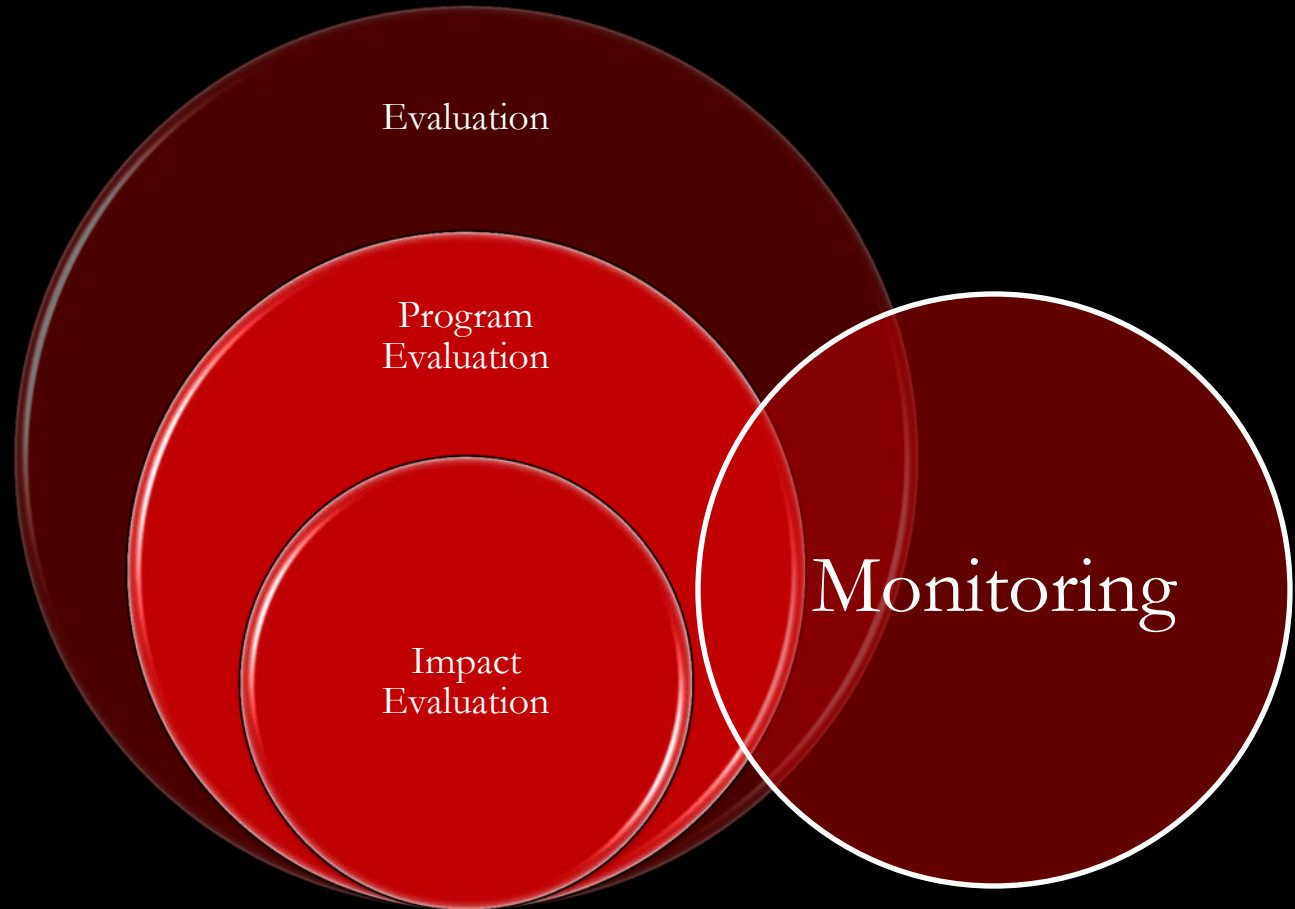 Evaluation
Program
Evaluation
Impact
Evaluation
Monitoring